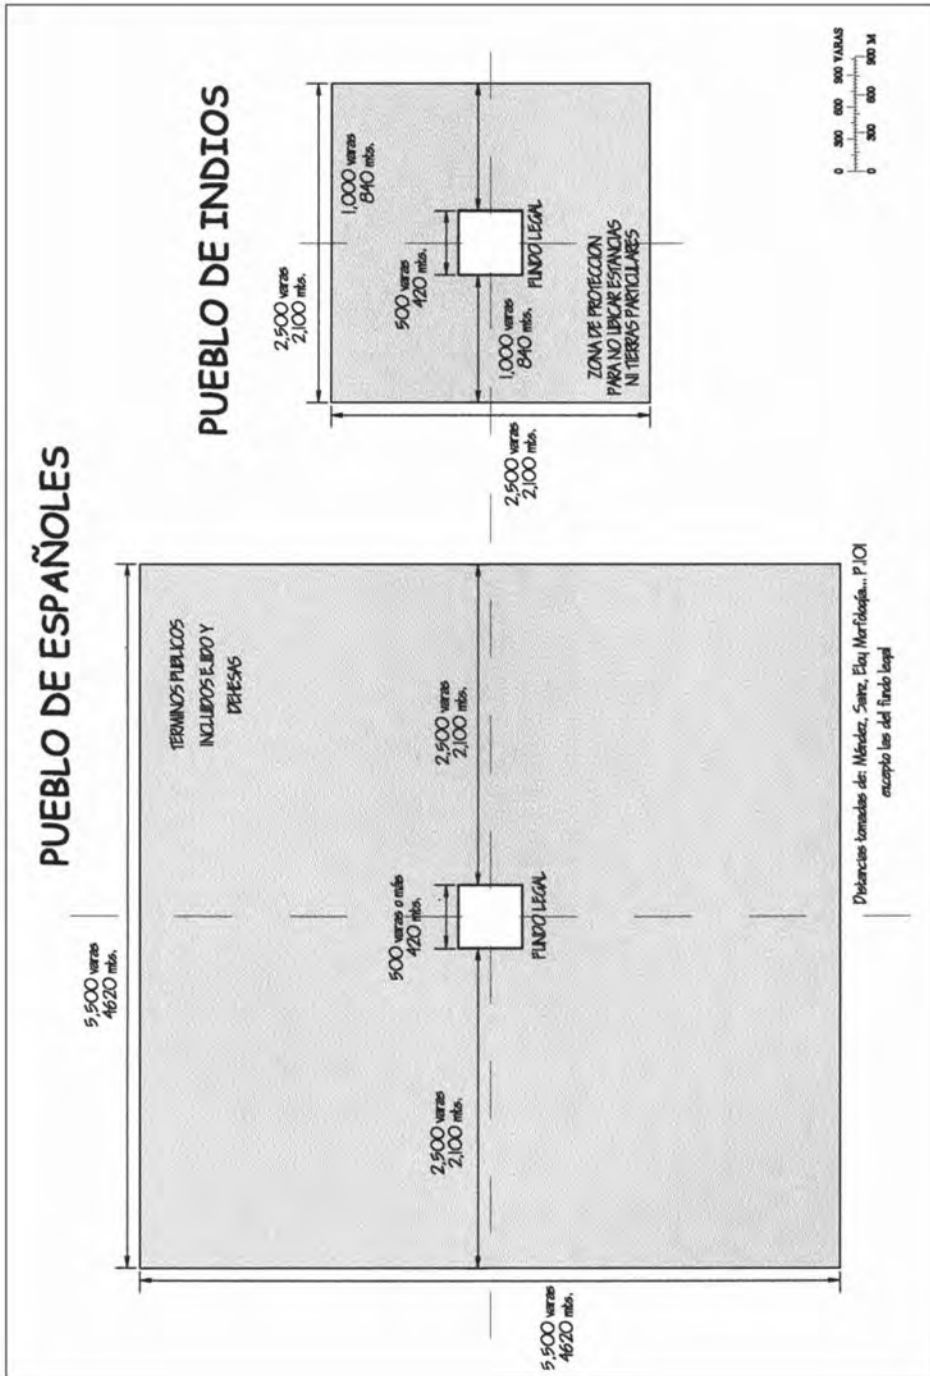 PUEBLO DE ESPAÑOLES
5,500 varas
4620 mts.
5,500 varas
4620 mts.
TERMINOS PUBLICOS
INCLUIDOS EJIDO Y
DEHESAS
500 varas o más
420 mts.
2,500 varas
2,100 mts.
2,500 varas
2,100 mts.
FUNDO LEGAL
PUEBLO DE INDIOS
2,500 varas
2,100 mts.
2,500 varas
2,100 mts.
1,000 varas
840 mts.
500 varas
420 mts.
1,000 varas
840 mts.
FUNDO LEGAL
ZONA DE PROTECCION
PARA NO UBICAR ESTANCIAS
NI TIERRAS PARTICULARES
0 300 600 900 VARAS
0 300 600 900 M
Distancias tomadas de: Méndez, Sainz, Eloy Morfología... P.101
excepto las del fundo legal